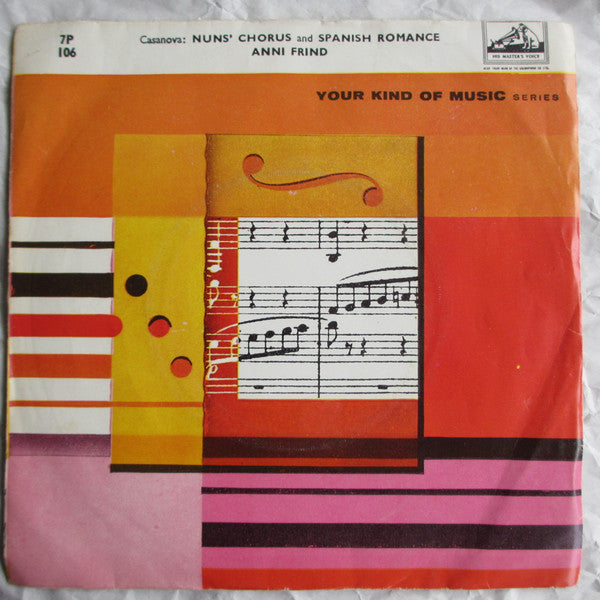 7P
106
Casanova: NUNS' CHORUS and SPANISH ROMANCE
ANNI FRIND
HIS MASTER'S VOICE
YOUR KIND OF MUSIC SERIES